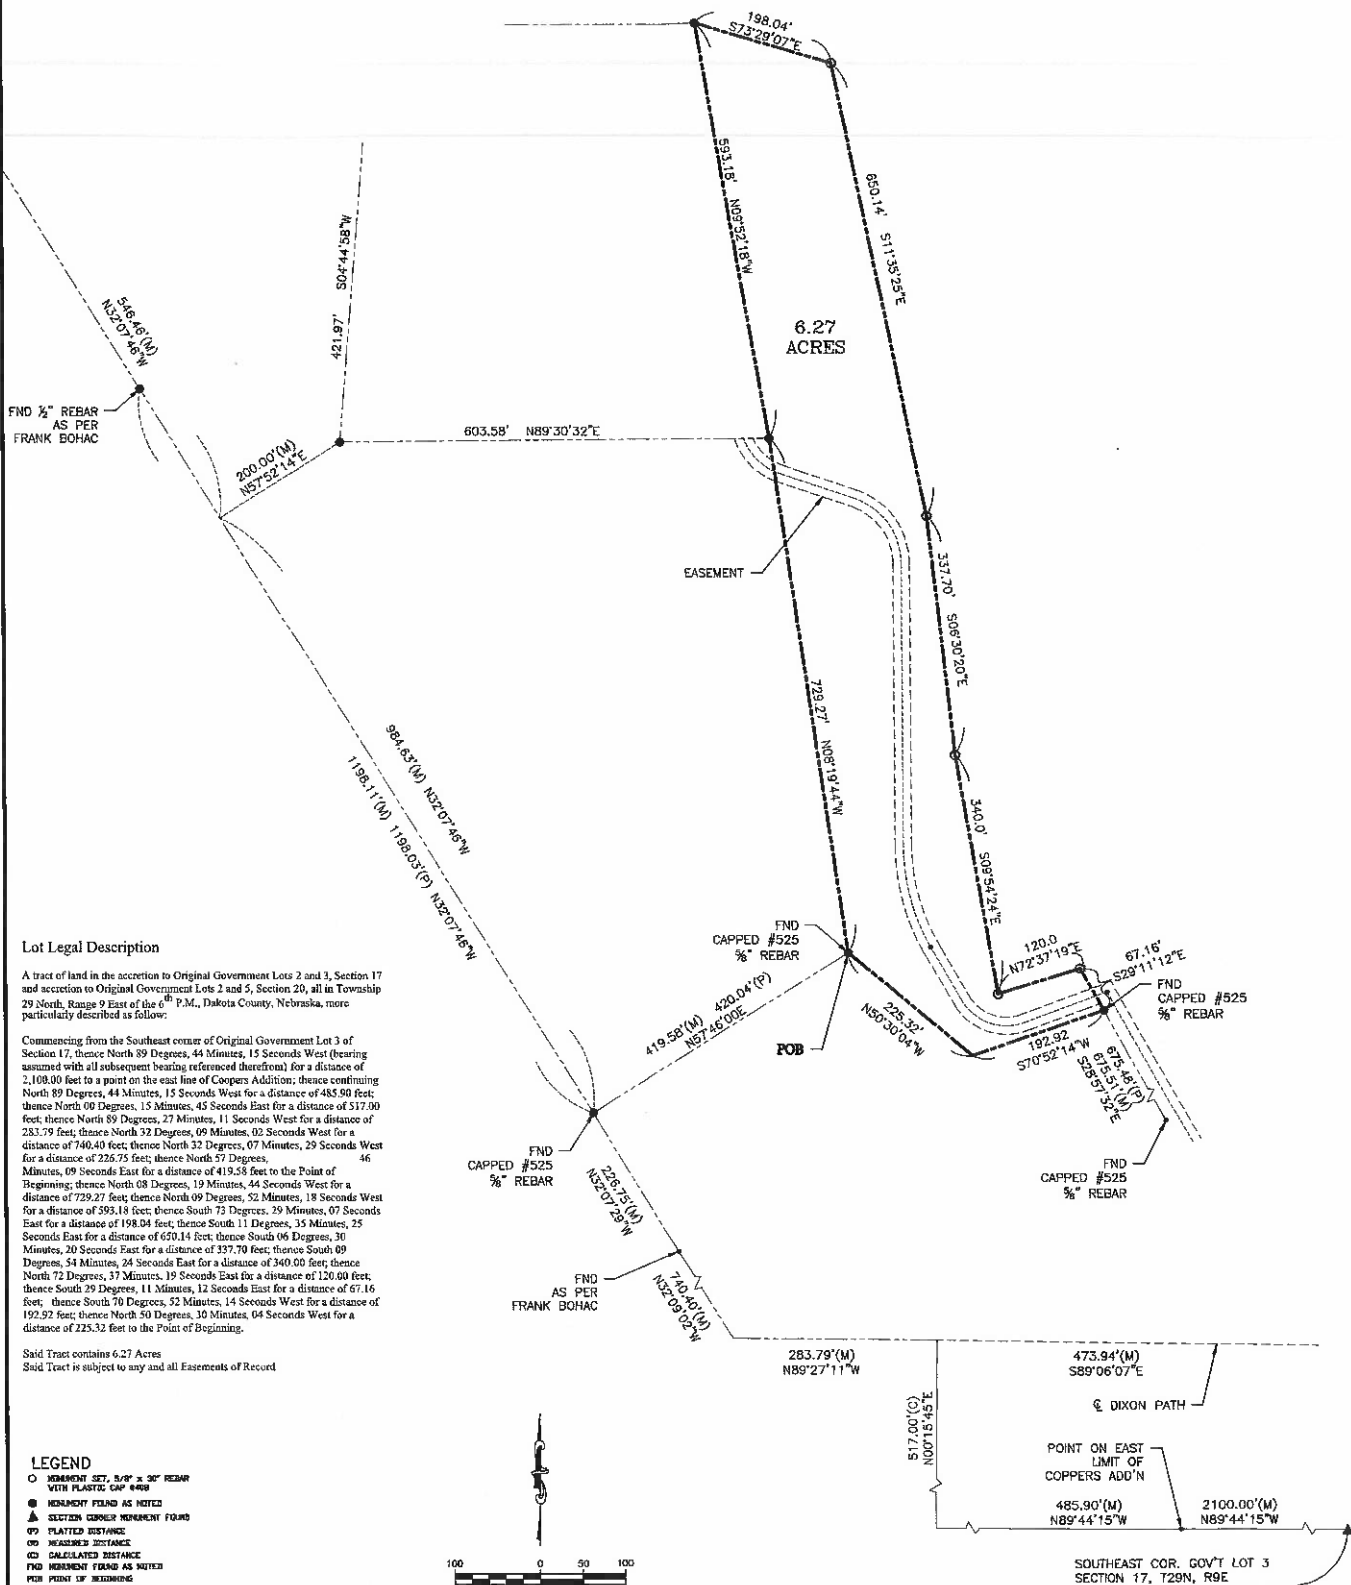 198.04'
S73°29'07"E
593.18' N09°52'18"W
650.14' S11°35'25"E
6.27
ACRES
421.97' S04°44'58"W
546.46'(M)
N32°07'46"W
FND ½" REBAR
AS PER
FRANK BOHAC
200.00'(M)
N57°52'14"E
603.58' N89°30'32"E
EASEMENT
337.70' S06°30'20"E
729.27' N08°19'44"W
340.0' S09°54'24"E
984.63'(M) N32°07'46"W
1198.11'(M) 1198.03'(P) N32°07'46"W
FND
CAPPED #525
⅝" REBAR
120.0
N72°37'19"E
67.16'
S29°11'12"E
FND
CAPPED #525
⅝" REBAR
419.58'(M) 420.04'(P)
N57°46'00E
225.32'
N50°30'04"W
POB
192.92
S70°52'14"W
675.48'(P)
675.51'(M)
S28°57'32"E
FND
CAPPED #525
⅝" REBAR
FND
CAPPED #525
⅝" REBAR
226.75'(M)
N32°07'29"W
FND
AS PER
FRANK BOHAC
740.40'(M)
N32°09'02"W
283.79'(M)
N89°27'11"W
473.94'(M)
S89°06'07"E
℄ DIXON PATH
517.00'(C)
N00°15'45"E
POINT ON EAST
LIMIT OF
COPPERS ADD'N
485.90'(M)
N89°44'15"W
2100.00'(M)
N89°44'15"W
SOUTHEAST COR. GOV'T LOT 3
SECTION 17, T29N, R9E
Lot Legal Description
A tract of land in the accretion to Original Government Lots 2 and 3, Section 17
and accretion to Original Government Lots 2 and 5, Section 20, all in Township
29 North, Range 9 East of the 6th P.M., Dakota County, Nebraska, more
particularly described as follow:
Commencing from the Southeast corner of Original Government Lot 3 of
Section 17, thence North 89 Degrees, 44 Minutes, 15 Seconds West (bearing
assumed with all subsequent bearing referenced therefrom) for a distance of
2,100.00 feet to a point on the east line of Coopers Addition; thence continuing
North 89 Degrees, 44 Minutes, 15 Seconds West for a distance of 485.90 feet;
thence North 00 Degrees, 15 Minutes, 45 Seconds East for a distance of 517.00
feet; thence North 89 Degrees, 27 Minutes, 11 Seconds West for a distance of
283.79 feet; thence North 32 Degrees, 09 Minutes, 02 Seconds West for a
distance of 740.40 feet; thence North 32 Degrees, 07 Minutes, 29 Seconds West
for a distance of 226.75 feet; thence North 57 Degrees, 46
Minutes, 09 Seconds East for a distance of 419.58 feet to the Point of
Beginning; thence North 08 Degrees, 19 Minutes, 44 Seconds West for a
distance of 729.27 feet; thence North 09 Degrees, 52 Minutes, 18 Seconds West
for a distance of 593.18 feet; thence South 73 Degrees, 29 Minutes, 07 Seconds
East for a distance of 198.04 feet; thence South 11 Degrees, 35 Minutes, 25
Seconds East for a distance of 650.14 feet; thence South 06 Degrees, 30
Minutes, 20 Seconds East for a distance of 337.70 feet; thence South 09
Degrees, 54 Minutes, 24 Seconds East for a distance of 340.00 feet; thence
North 72 Degrees, 37 Minutes, 19 Seconds East for a distance of 120.00 feet;
thence South 29 Degrees, 11 Minutes, 12 Seconds East for a distance of 67.16
feet; thence South 70 Degrees, 52 Minutes, 14 Seconds West for a distance of
192.92 feet; thence North 50 Degrees, 30 Minutes, 04 Seconds West for a
distance of 225.32 feet to the Point of Beginning.
Said Tract contains 6.27 Acres
Said Tract is subject to any and all Easements of Record
LEGEND
MONUMENT SET, 5/8" x 30" REBAR
WITH PLASTIC CAP
MONUMENT FOUND AS NOTED
SECTION CORNER MONUMENT FOUND
(P) PLATTED DISTANCE
(M) MEASURED DISTANCE
(C) CALCULATED DISTANCE
FND MONUMENT FOUND AS NOTED
POB POINT OF BEGINNING
100 0 50 100